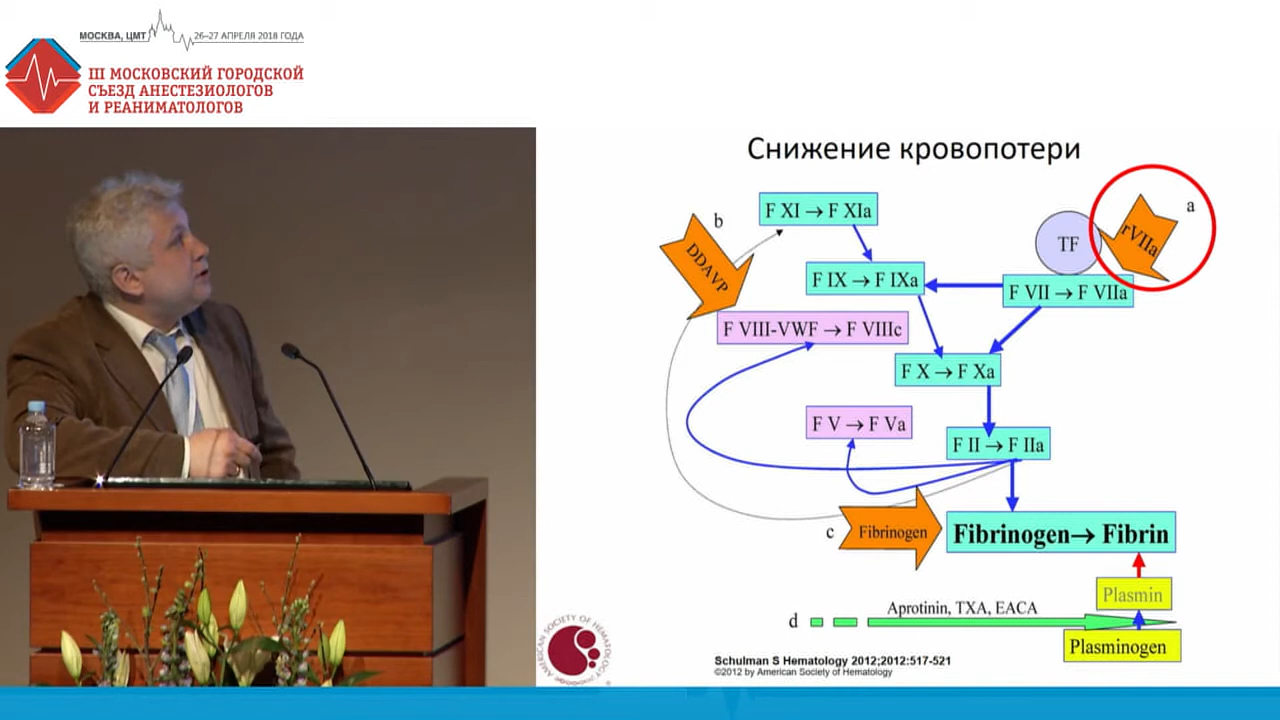 МОСКВА, ЦМТ
26–27 АПРЕЛЯ 2018 ГОДА
III МОСКОВСКИЙ ГОРОДСКОЙ
СЪЕЗД АНЕСТЕЗИОЛОГОВ
И РЕАНИМАТОЛОГОВ
Снижение кровопотери
b
F XI → F XIa
a
rVIIa
TF
DDAVP
F IX → F IXa
F VII → F VIIa
F VIII-VWF → F VIIIc
F X → F Xa
F V → F Va
F II → F IIa
c
Fibrinogen
Fibrinogen→ Fibrin
Plasmin
Aprotinin, TXA, EACA
d
Plasminogen
AMERICAN SOCIETY OF HEMATOLOGY
Schulman S Hematology 2012;2012:517-521
©2012 by American Society of Hematology